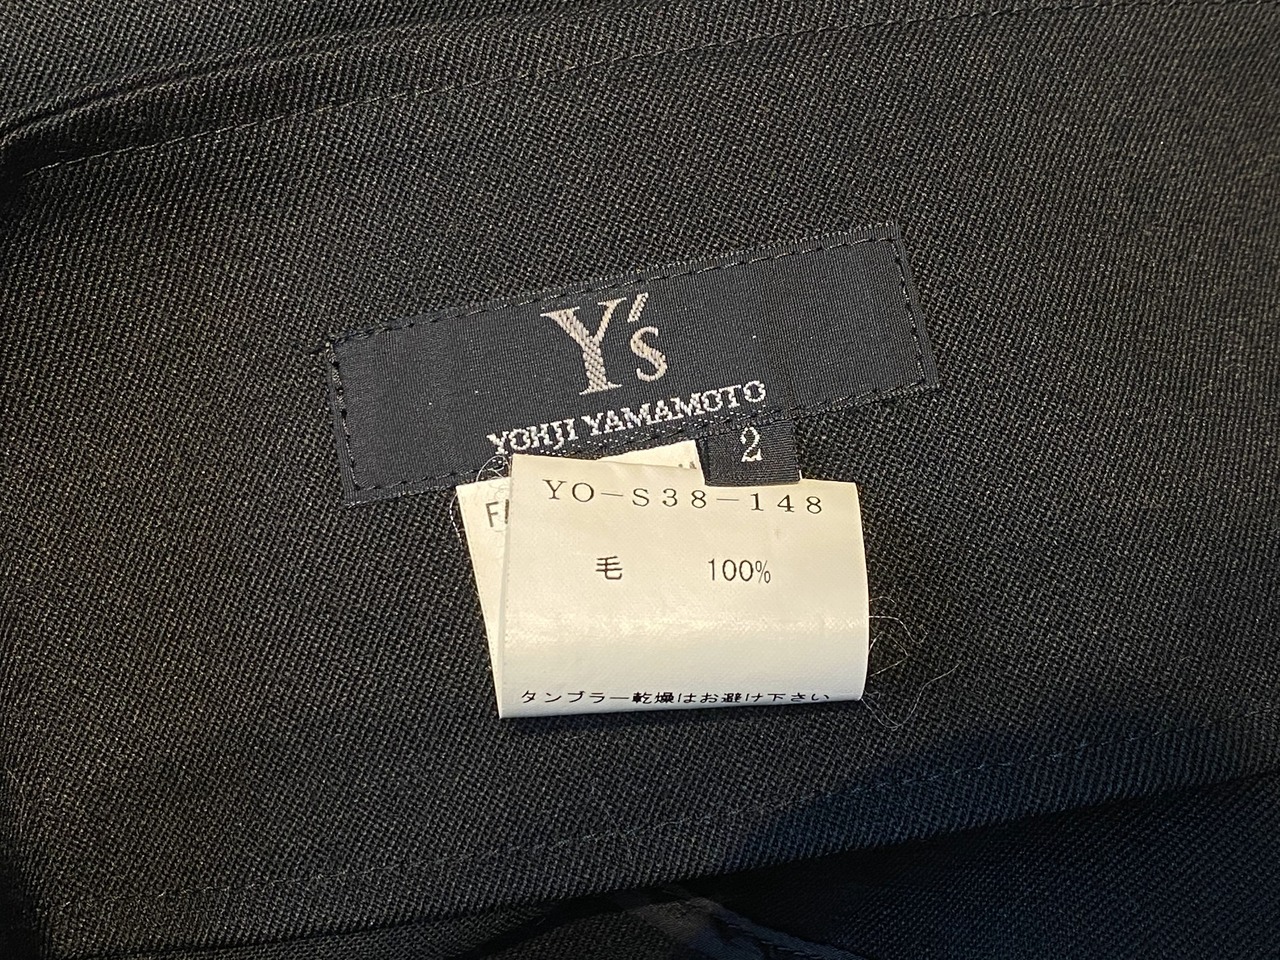 Y's
YOHJI YAMAMOTO
2
YO-S38-148
毛 100%
タンブラー乾燥はお避け下さい